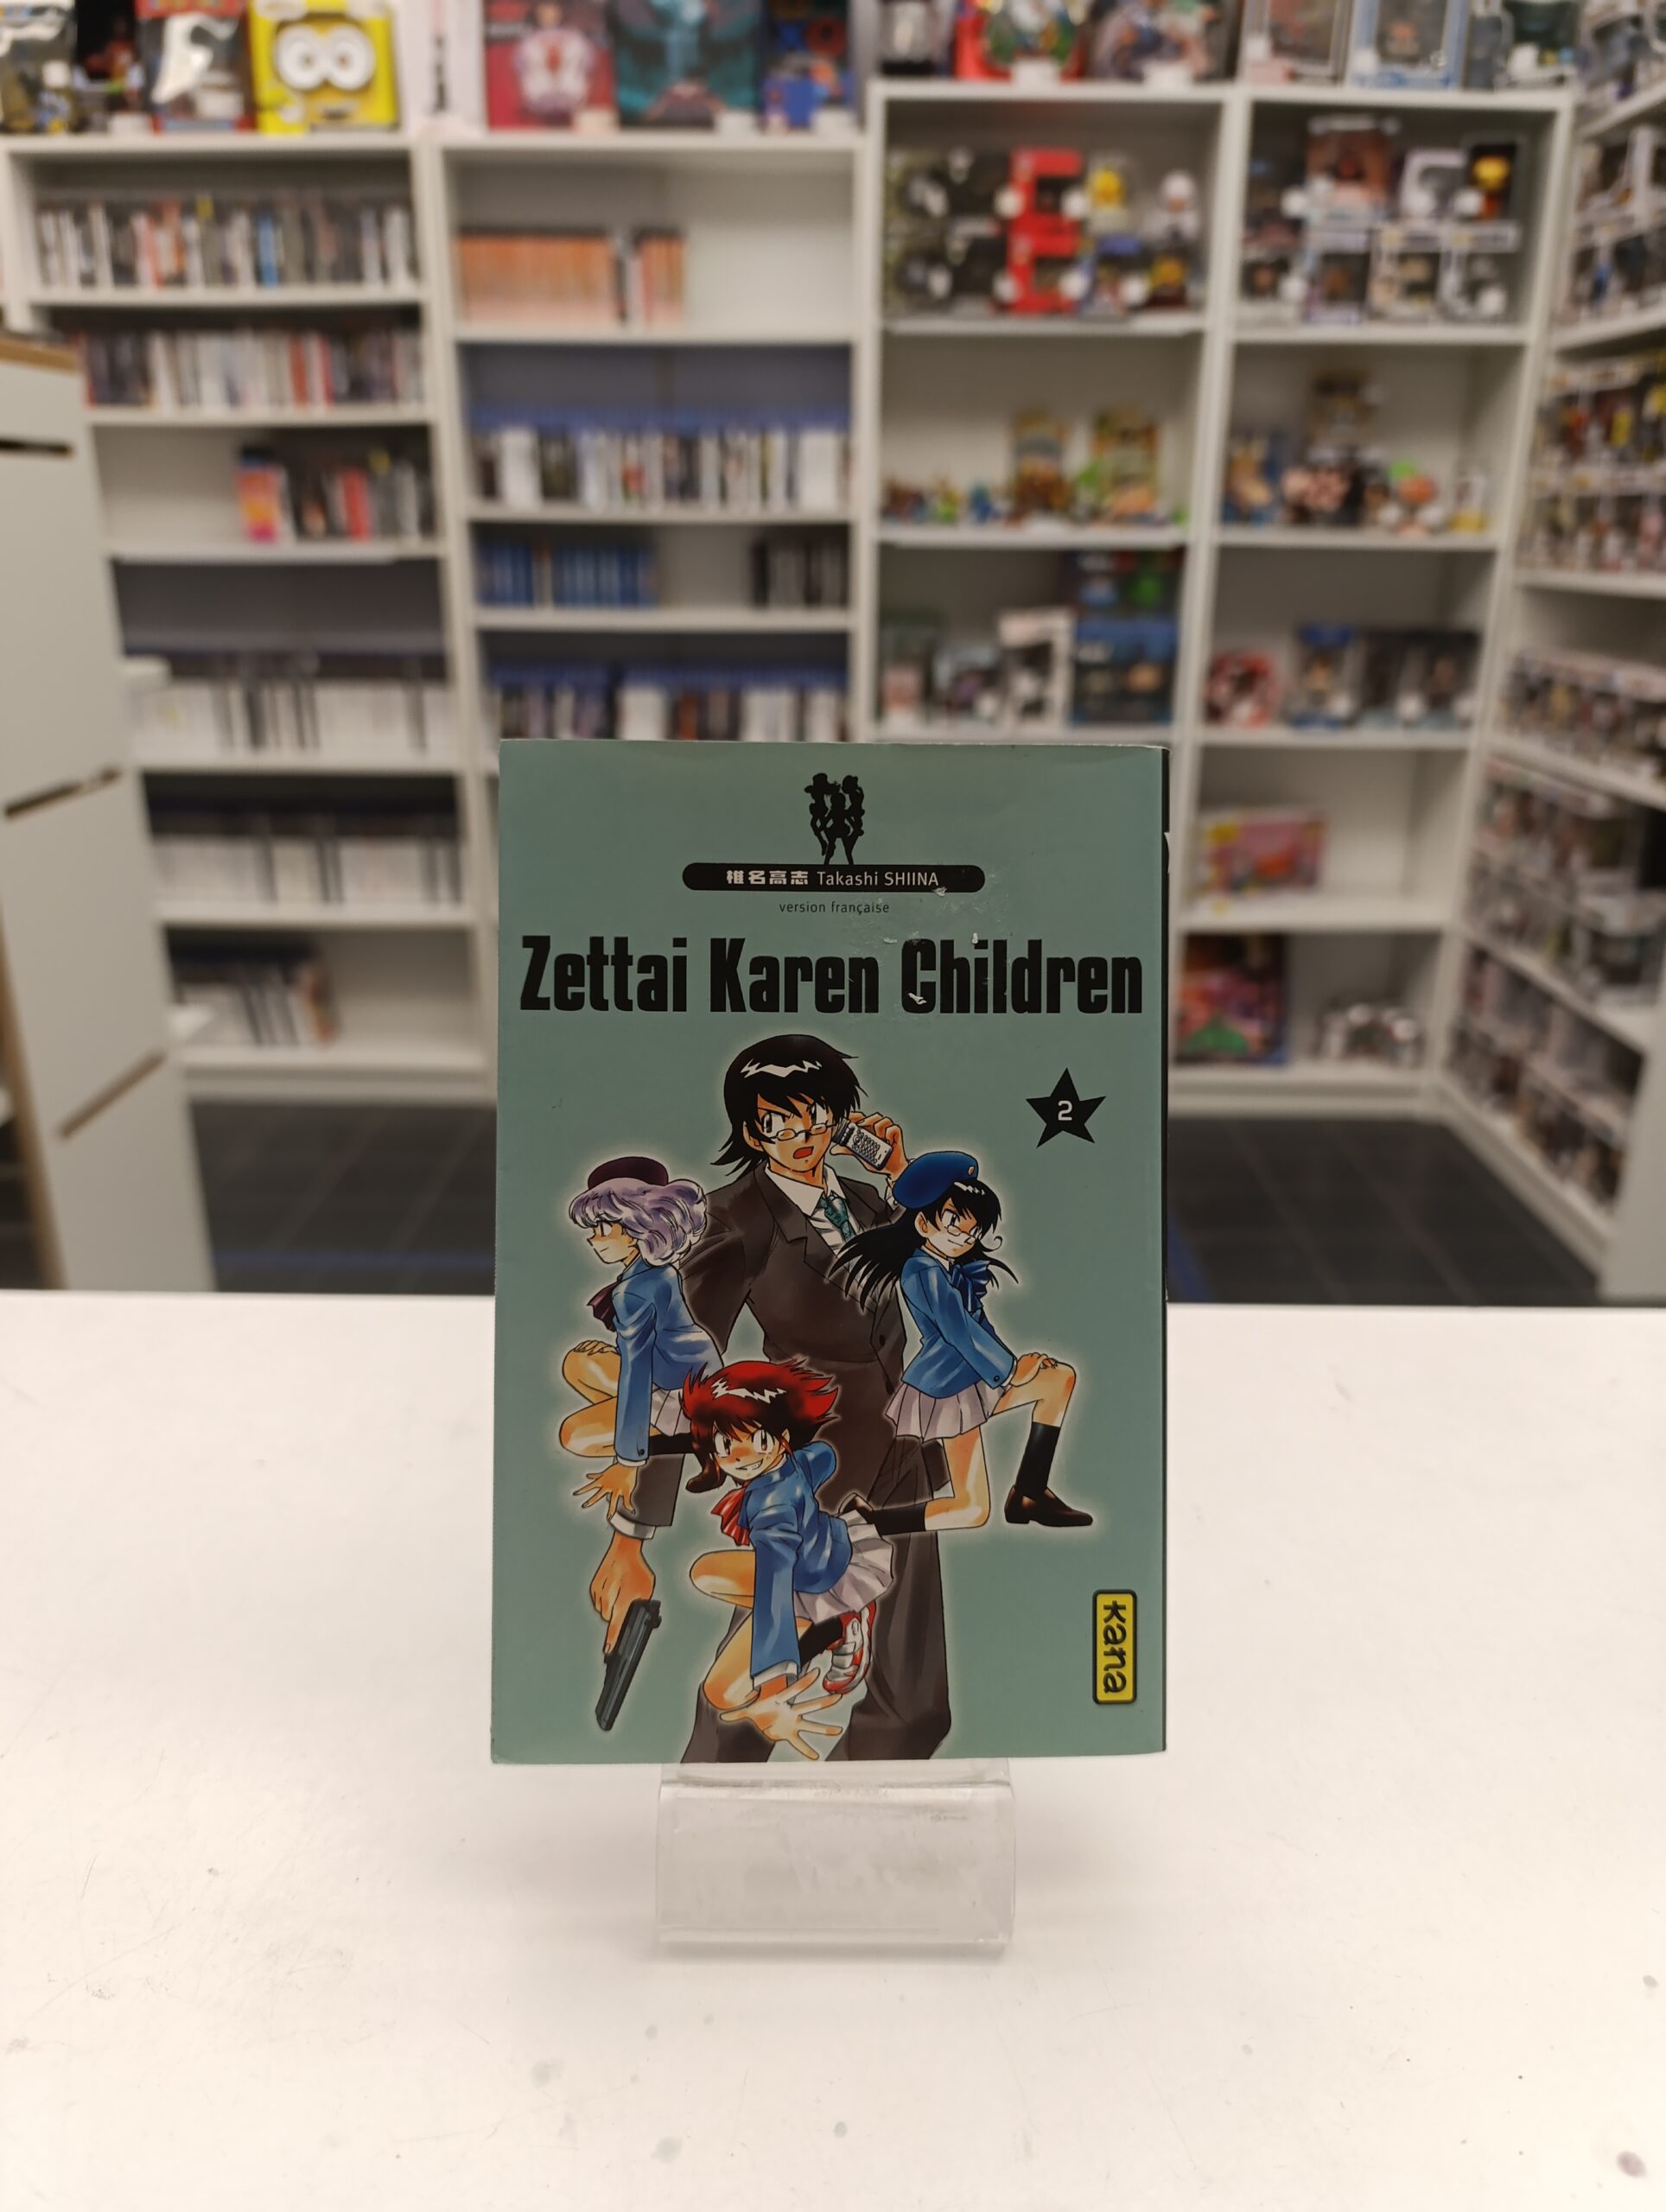 椎名高志 Takashi SHIINA
version française
Zettai Karen Children
2
kana